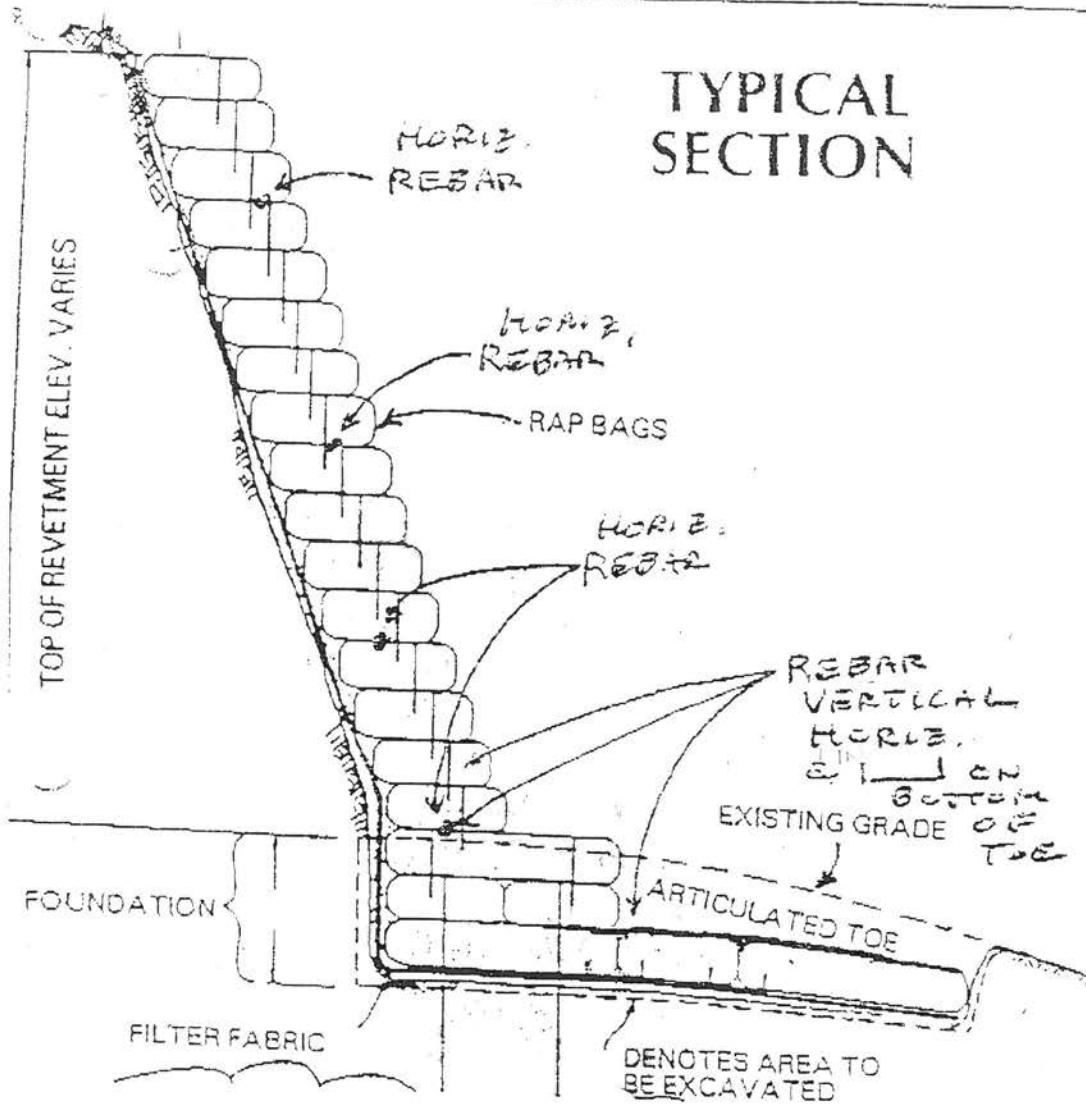 TYPICAL
SECTION
HORIZ.
REBAR
TOP OF REVETMENT ELEV. VARIES
HORIZ.
REBAR
RAP BAGS
HORIZ.
REBAR
REBAR
VERTICAL
HORIZ.
ON
BOTTOM
OF
TOE
EXISTING GRADE
ARTICULATED TOE
FOUNDATION
FILTER FABRIC
DENOTES AREA TO
BE EXCAVATED